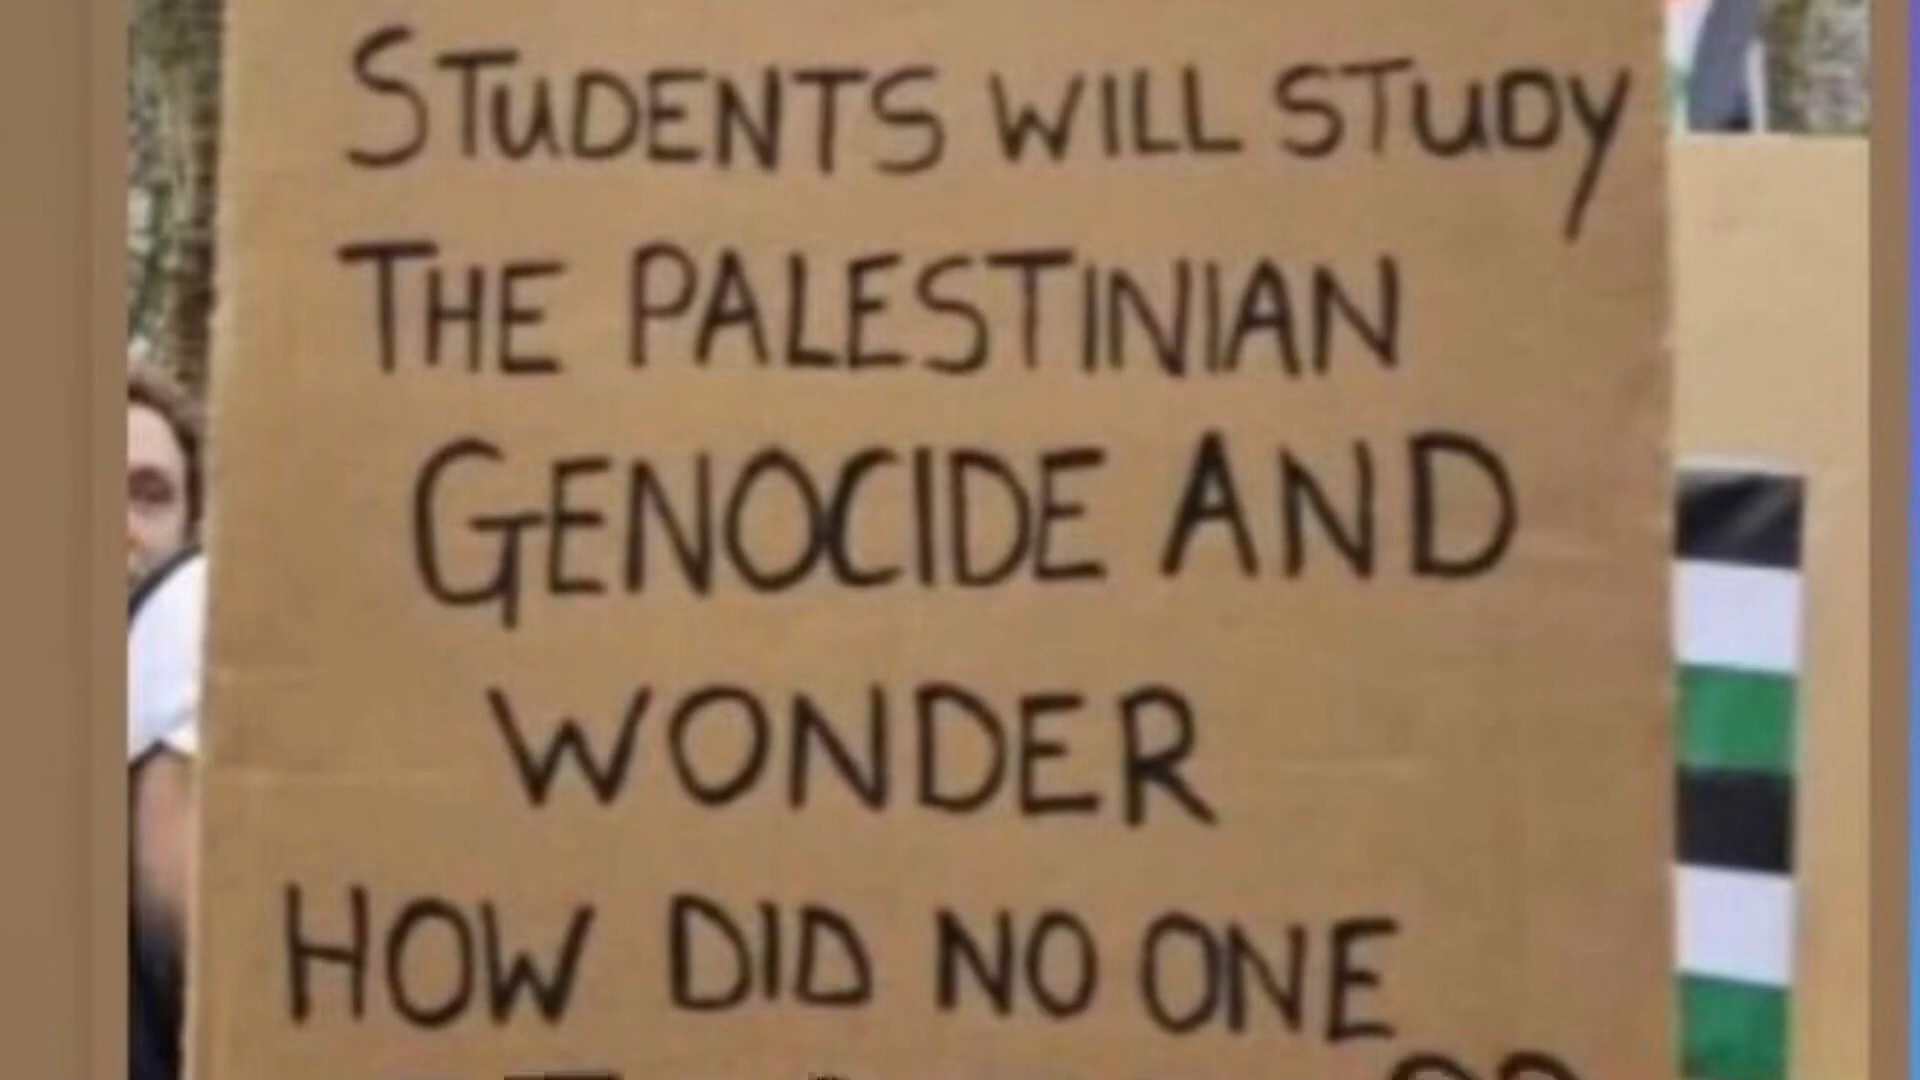 STUDENTS WILL STUDY
THE PALESTINIAN
GENOCIDE AND
WONDER
HOW DID NO ONE